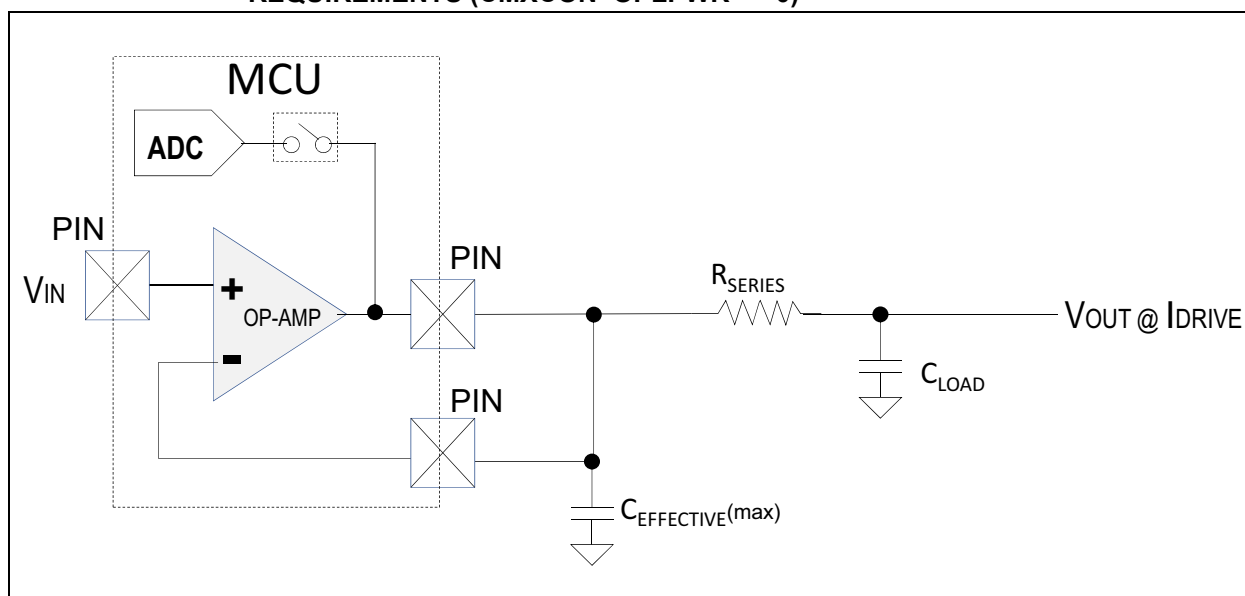 MCU
ADC
PIN
VIN
+
OP-AMP
-
PIN
PIN
RSERIES
VOUT @ IDRIVE
CLOAD
CEFFECTIVE(max)